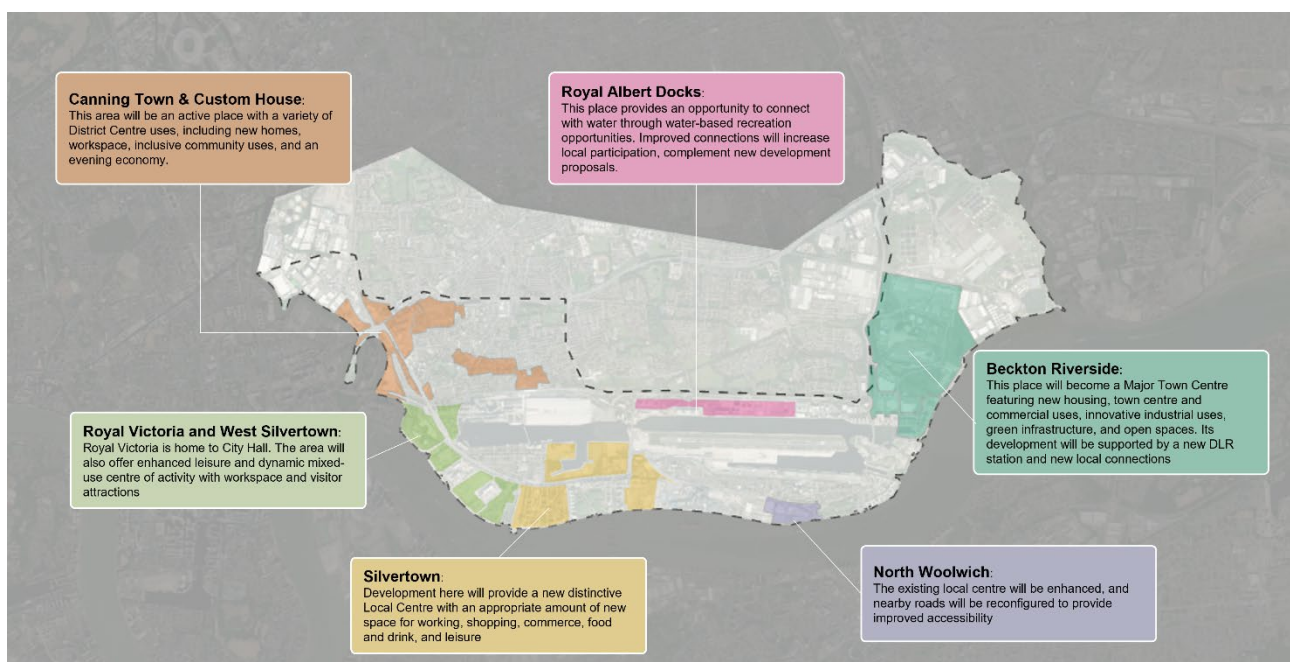 Canning Town & Custom House:
This area will be an active place with a variety of
District Centre uses, including new homes,
workspace, inclusive community uses, and an
evening economy.
Royal Albert Docks:
This place provides an opportunity to connect
with water through water-based recreation
opportunities. Improved connections will increase
local participation, complement new development
proposals.
Beckton Riverside:
This place will become a Major Town Centre
featuring new housing, town centre and
commercial uses, innovative industrial uses,
green infrastructure, and open spaces. Its
development will be supported by a new DLR
station and new local connections
Royal Victoria and West Silvertown:
Royal Victoria is home to City Hall. The area will
also offer enhanced leisure and dynamic mixed-
use centre of activity with workspace and visitor
attractions
Silvertown:
Development here will provide a new distinctive
Local Centre with an appropriate amount of new
space for working, shopping, commerce, food
and drink, and leisure
North Woolwich:
The existing local centre will be enhanced, and
nearby roads will be reconfigured to provide
improved accessibility